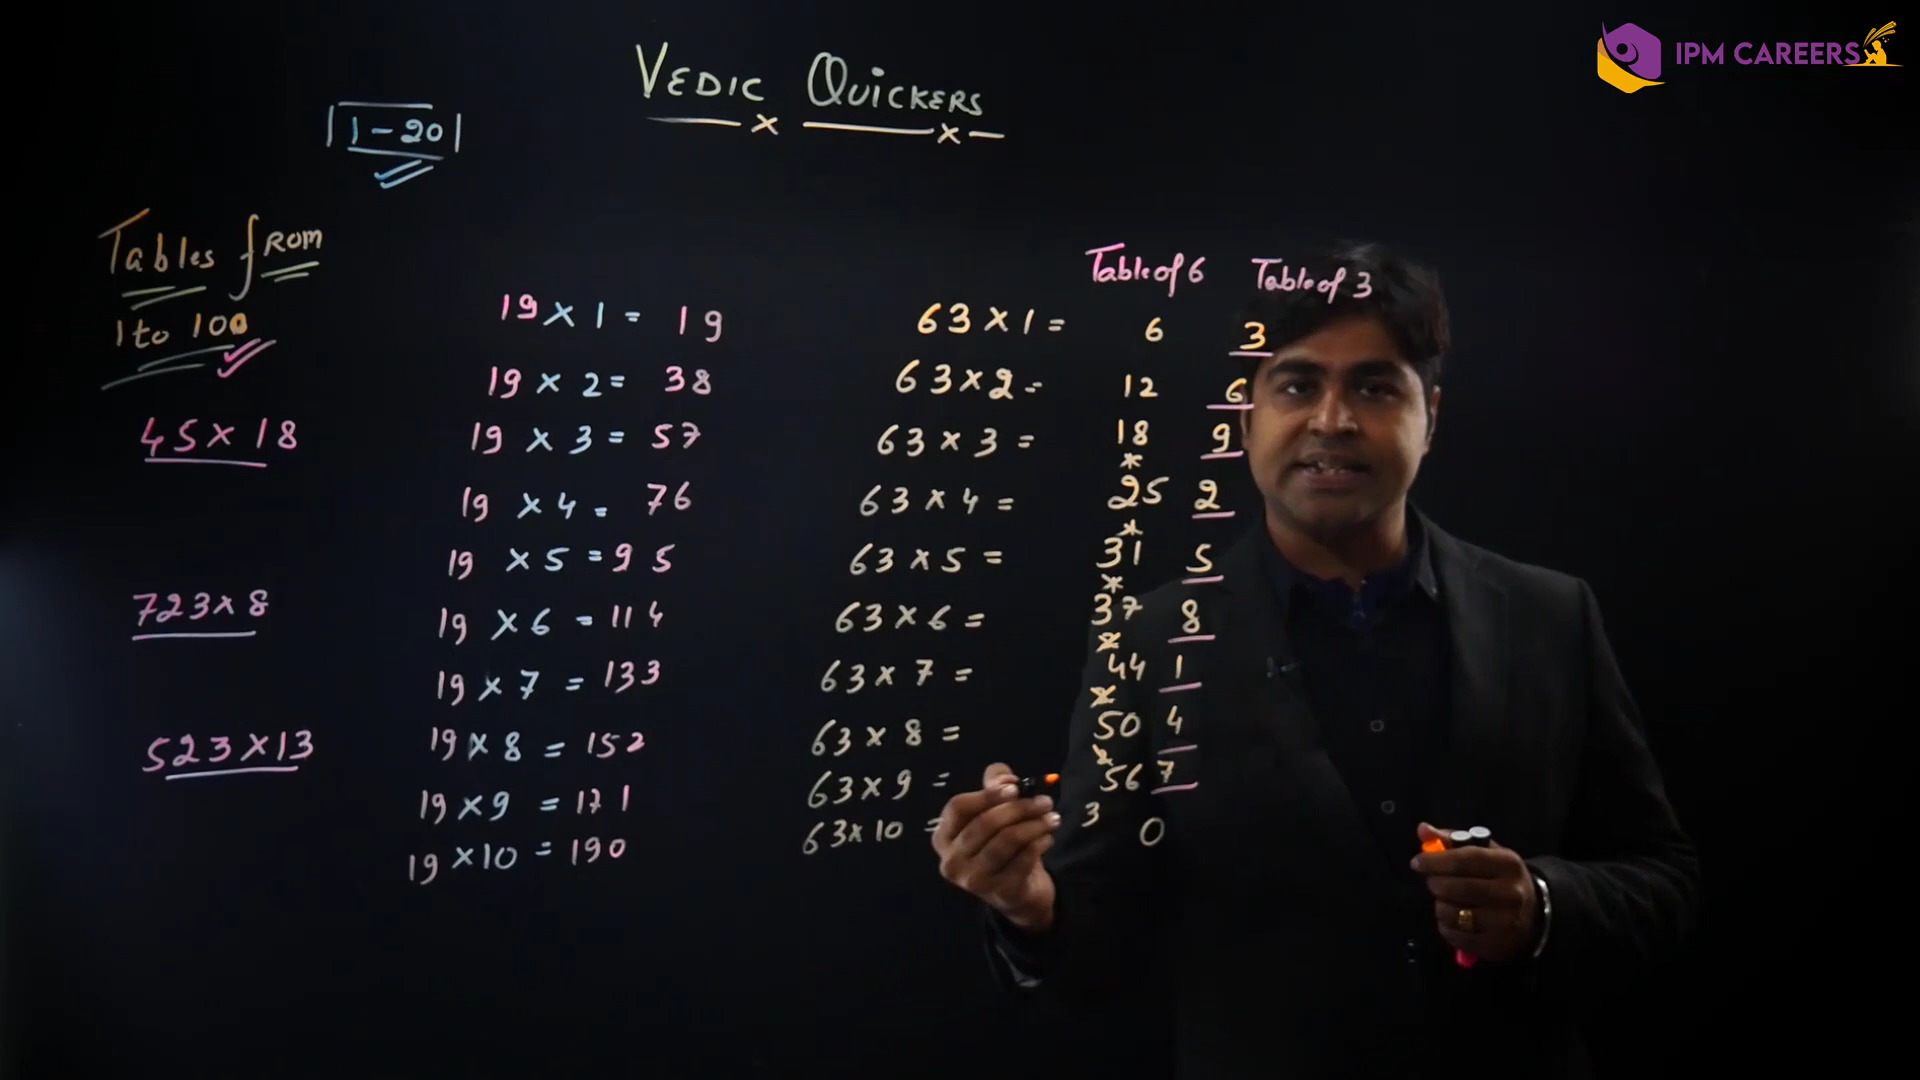 IPM CAREERS
VEDIC QUICKERS
1 - 20
Tables from
1 to 100
45 × 18
723 × 8
523 × 13
19 × 1 = 19
19 × 2 = 38
19 × 3 = 57
19 × 4 = 76
19 × 5 = 95
19 × 6 = 114
19 × 7 = 133
19 × 8 = 152
19 × 9 = 171
19 × 10 = 190
Table of 6 Table of 3
63 × 1 = 6 3
63 × 2 = 12 6
63 × 3 = 18 9
63 × 4 = 25 2
63 × 5 = 31 5
63 × 6 = 37 8
63 × 7 = 44 1
63 × 8 = 50 4
63 × 9 = 56 7
63 × 10 = 3 0